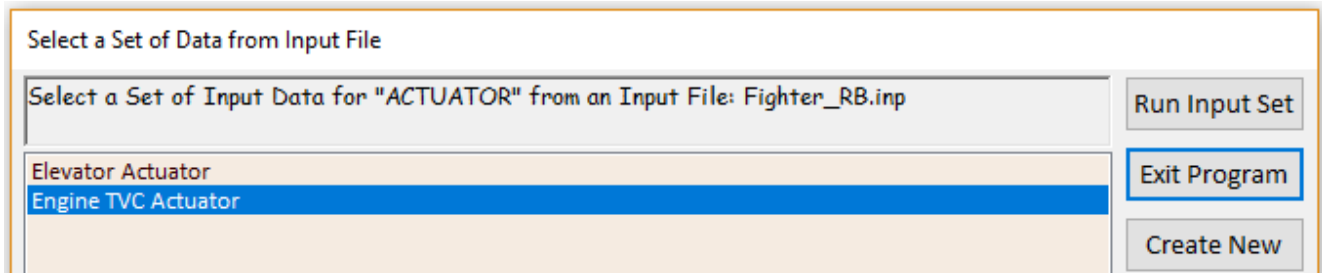 Select a Set of Data from Input File
Select a Set of Input Data for "ACTUATOR" from an Input File: Fighter_RB.inp
Run Input Set
Elevator Actuator
Exit Program
Engine TVC Actuator
Create New